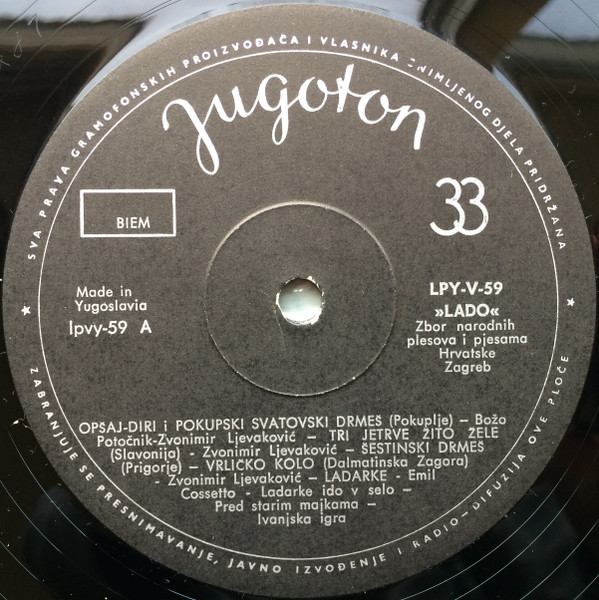 SVA PRAVA GRAMOFONSKIH PROIZVOĐAČA I VLASNIKA SNIMLJENOG DJELA PRIDRŽANA
Jugoton
BIEM
33
Made in
Yugoslavia
lpvy-59 A
LPY-V-59
»LADO«
Zbor narodnih
plesova i pjesama
Hrvatske
Zagreb
OPSAJ-DIRI i POKUPSKI SVATOVSKI DRMES (Pokuplje) – Božo
Potočnik-Zvonimir Ljevaković – TRI JETRVE ŽITO ŽELE
(Slavonija) - Zvonimir Ljevaković – ŠESTINSKI DRMES
(Prigorje) – VRLIČKO KOLO (Dalmatinska Zagora)
- Zvonimir Ljevaković – LADARKE - Emil
Cossetto - Ladarke ido v selo –
Pred starim majkama –
Ivanjska igra
ZABRANJUJE SE PRESNIMAVANJE, JAVNO IZVOĐENJE I RADIO-DIFUZIJA OVE PLOČE